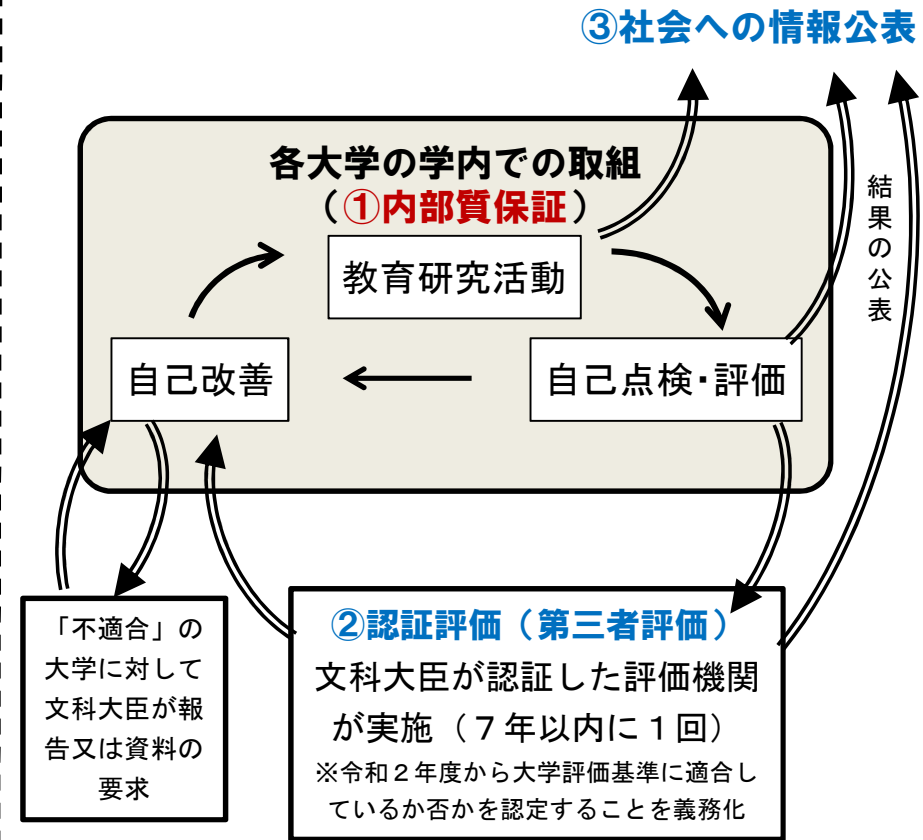 ③社会への情報公表
各大学の学内での取組
（①内部質保証）
教育研究活動
自己改善
自己点検・評価
結果の公表
「不適合」の
大学に対して
文科大臣が報
告又は資料の
要求
②認証評価（第三者評価）
文科大臣が認証した評価機関
が実施（７年以内に１回）
※令和２年度から大学評価基準に適合し
ているか否かを認定することを義務化